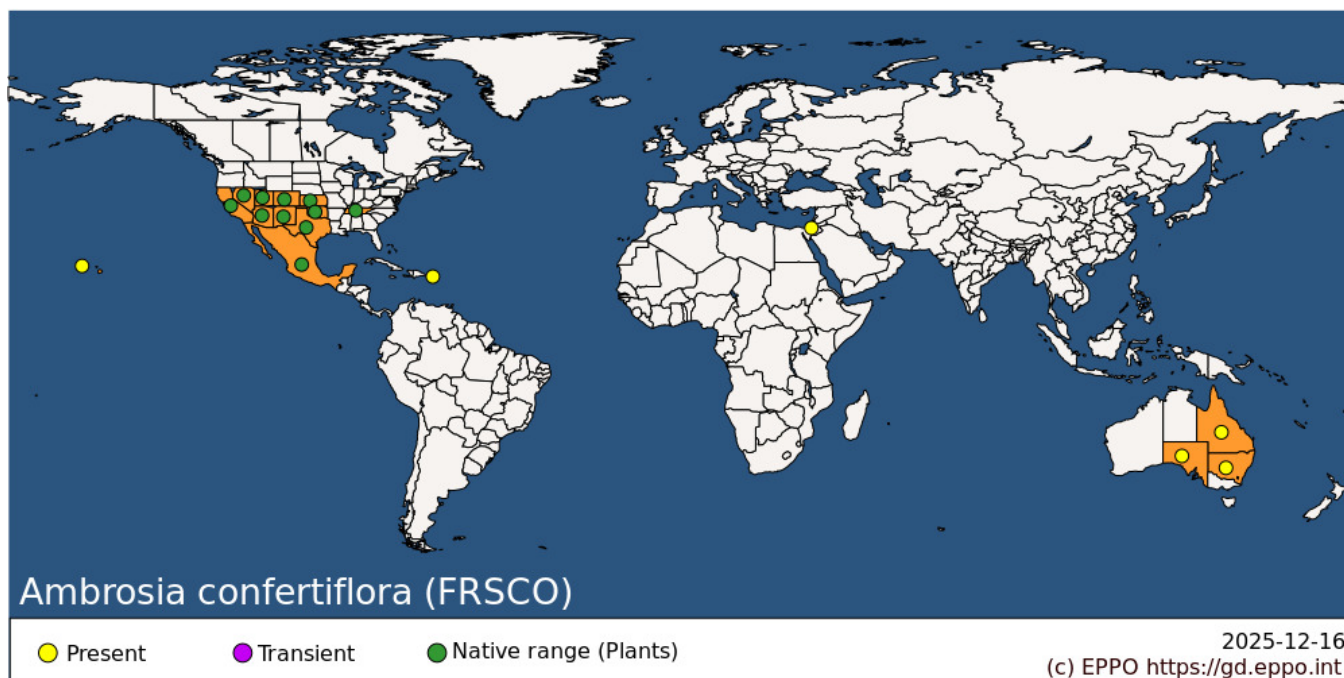 Ambrosia confertiflora (FRSCO)
Present
Transient
Native range (Plants)
2025-12-16
(c) EPPO https://gd.eppo.int